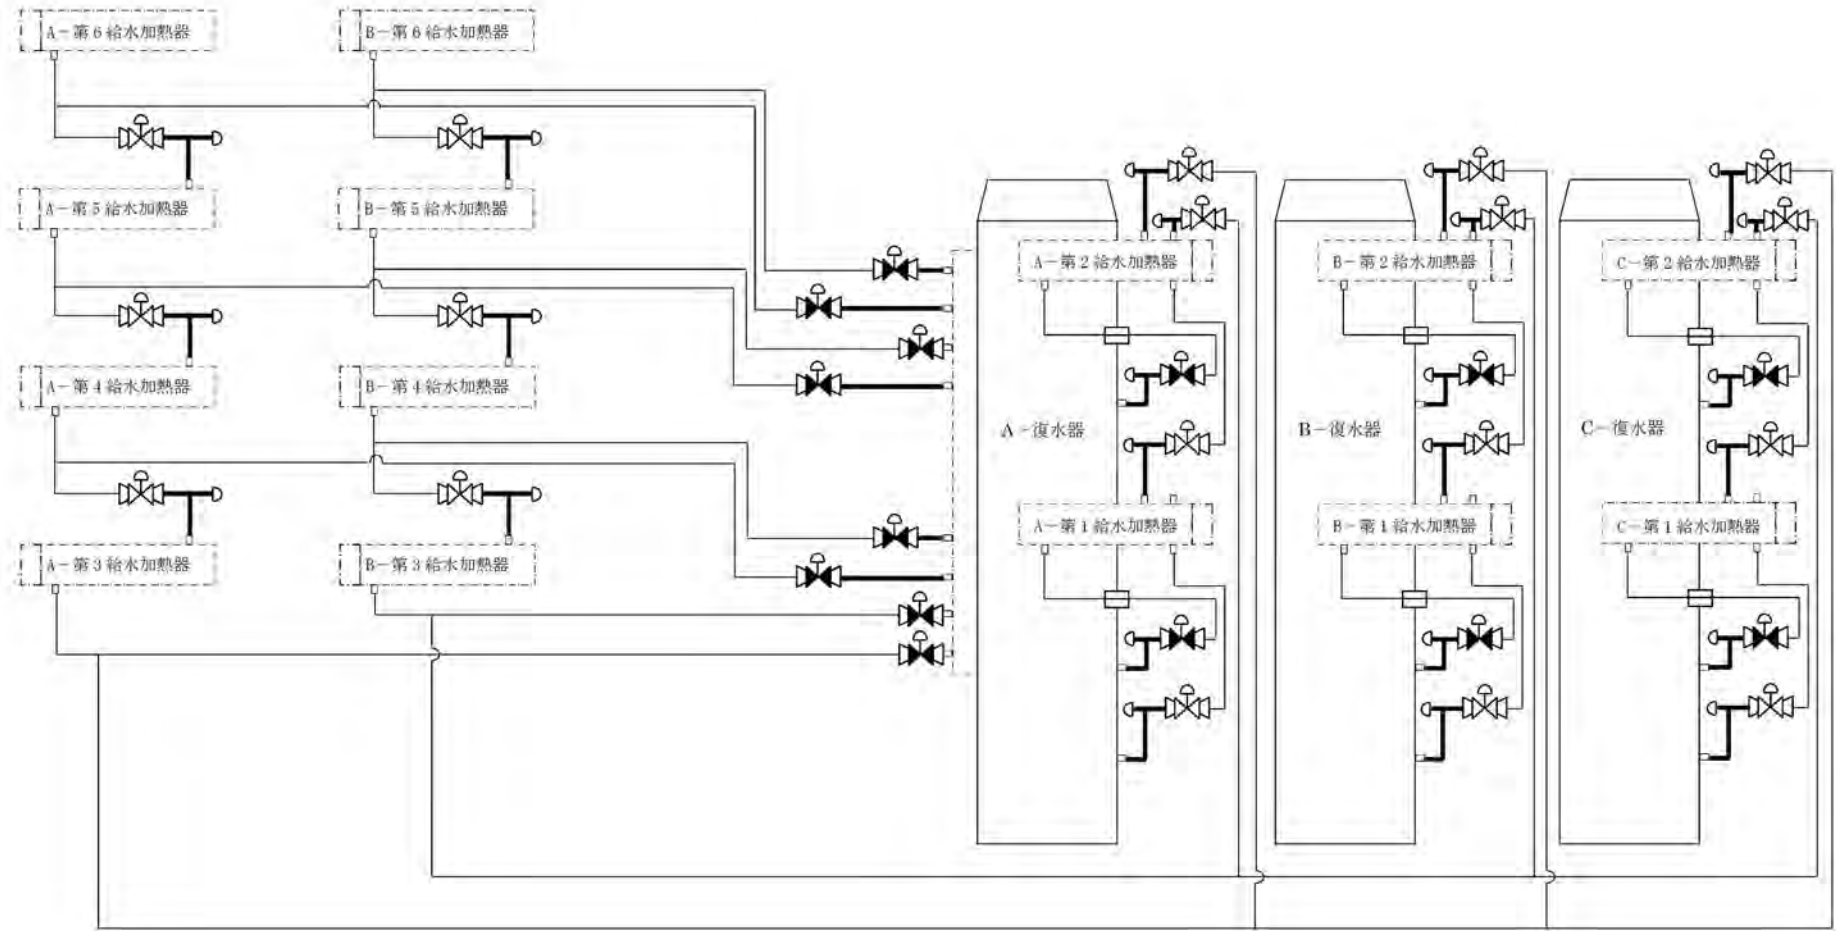 A－第6給水加熱器
B－第6給水加熱器
A－第5給水加熱器
B－第5給水加熱器
A－第2給水加熱器
B－第2給水加熱器
C－第2給水加熱器
A－第4給水加熱器
B－第4給水加熱器
A－復水器
B－復水器
C－復水器
A－第1給水加熱器
B－第1給水加熱器
C－第1給水加熱器
A－第3給水加熱器
B－第3給水加熱器